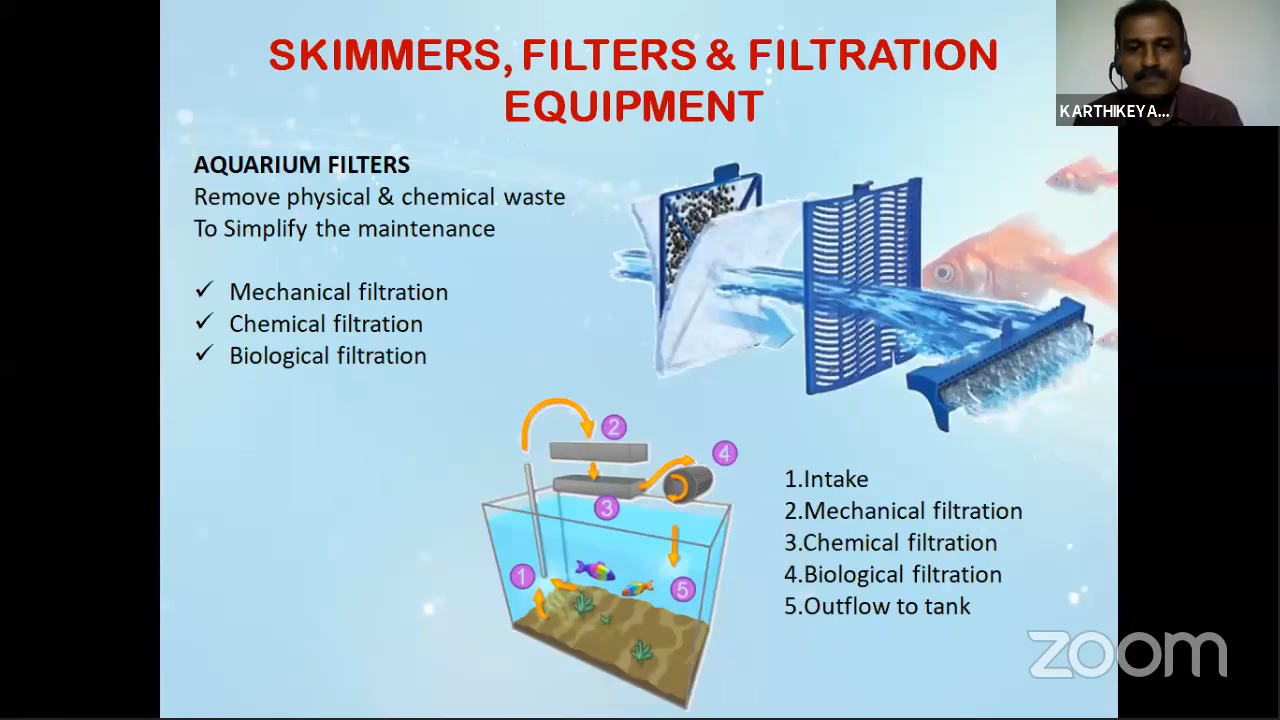 SKIMMERS, FILTERS & FILTRATION
EQUIPMENT
KARTHIKEYA...
AQUARIUM FILTERS
Remove physical & chemical waste
To Simplify the maintenance
✓ Mechanical filtration
✓ Chemical filtration
✓ Biological filtration
2
4
3
1
5
1.Intake
2.Mechanical filtration
3.Chemical filtration
4.Biological filtration
5.Outflow to tank
zoom